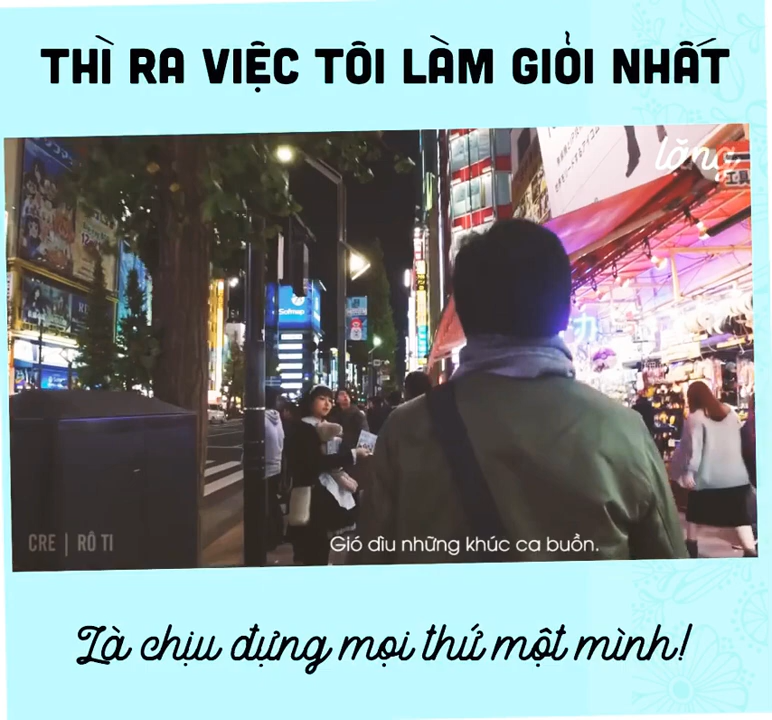 THÌ RA VIỆC TÔI LÀM GIỎI NHẤT
lặng
Softmap
CRE | RÔ TI
Gió dìu những khúc ca buồn.
Là chịu đựng mọi thứ một mình!